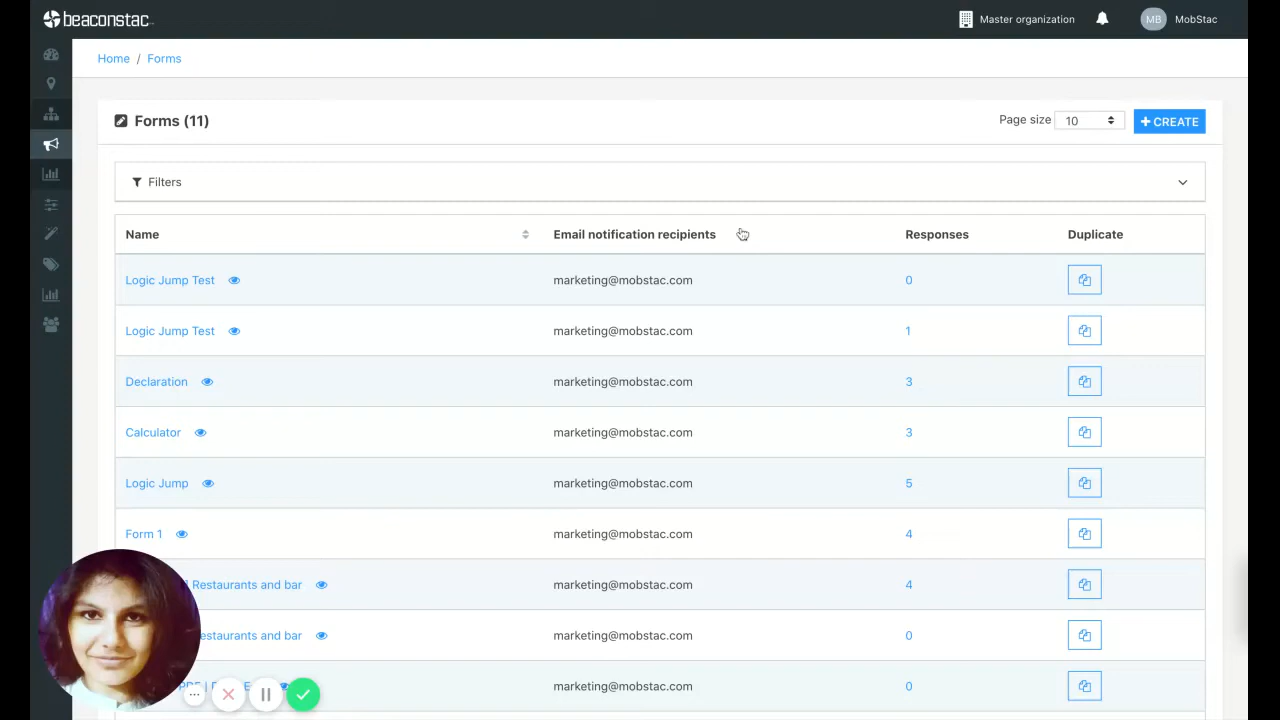 beaconstac
Master organization
MB
MobStac
Home / Forms
Forms (11)
Page size 10
+ CREATE
Filters
Name Email notification recipients Responses Duplicate
Logic Jump Test marketing@mobstac.com 0
Logic Jump Test marketing@mobstac.com 1
Declaration marketing@mobstac.com 3
Calculator marketing@mobstac.com 3
Logic Jump marketing@mobstac.com 5
Form 1 marketing@mobstac.com 4
Restaurants and bar marketing@mobstac.com 4
estaurants and bar marketing@mobstac.com 0
marketing@mobstac.com 0